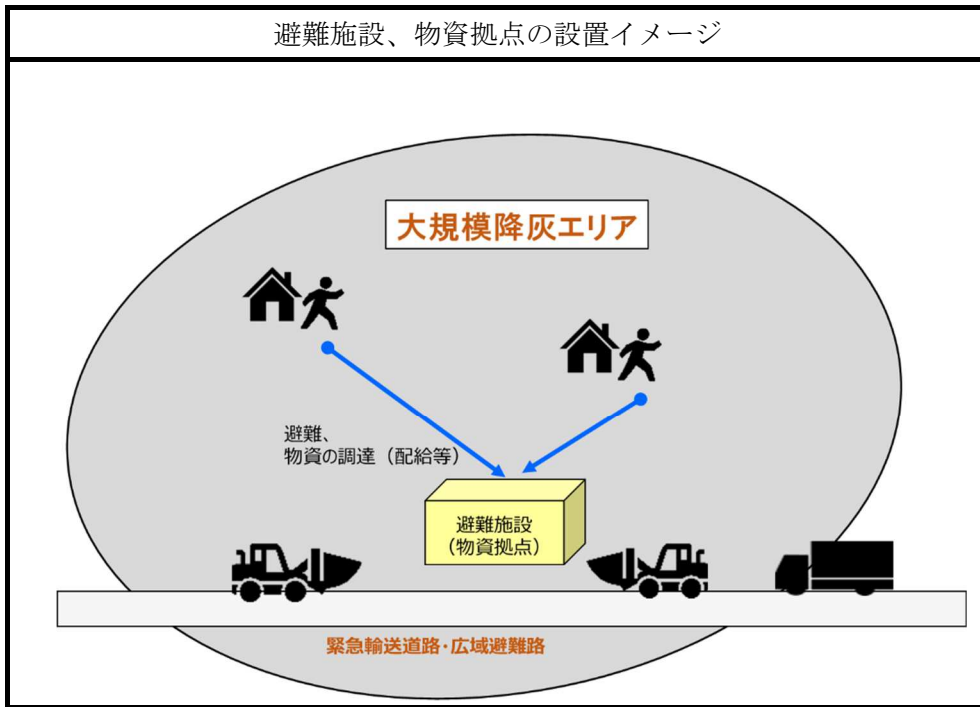 避難施設、物資拠点の設置イメージ
大規模降灰エリア
避難、
物資の調達（配給等）
避難施設
（物資拠点）
緊急輸送道路・広域避難路